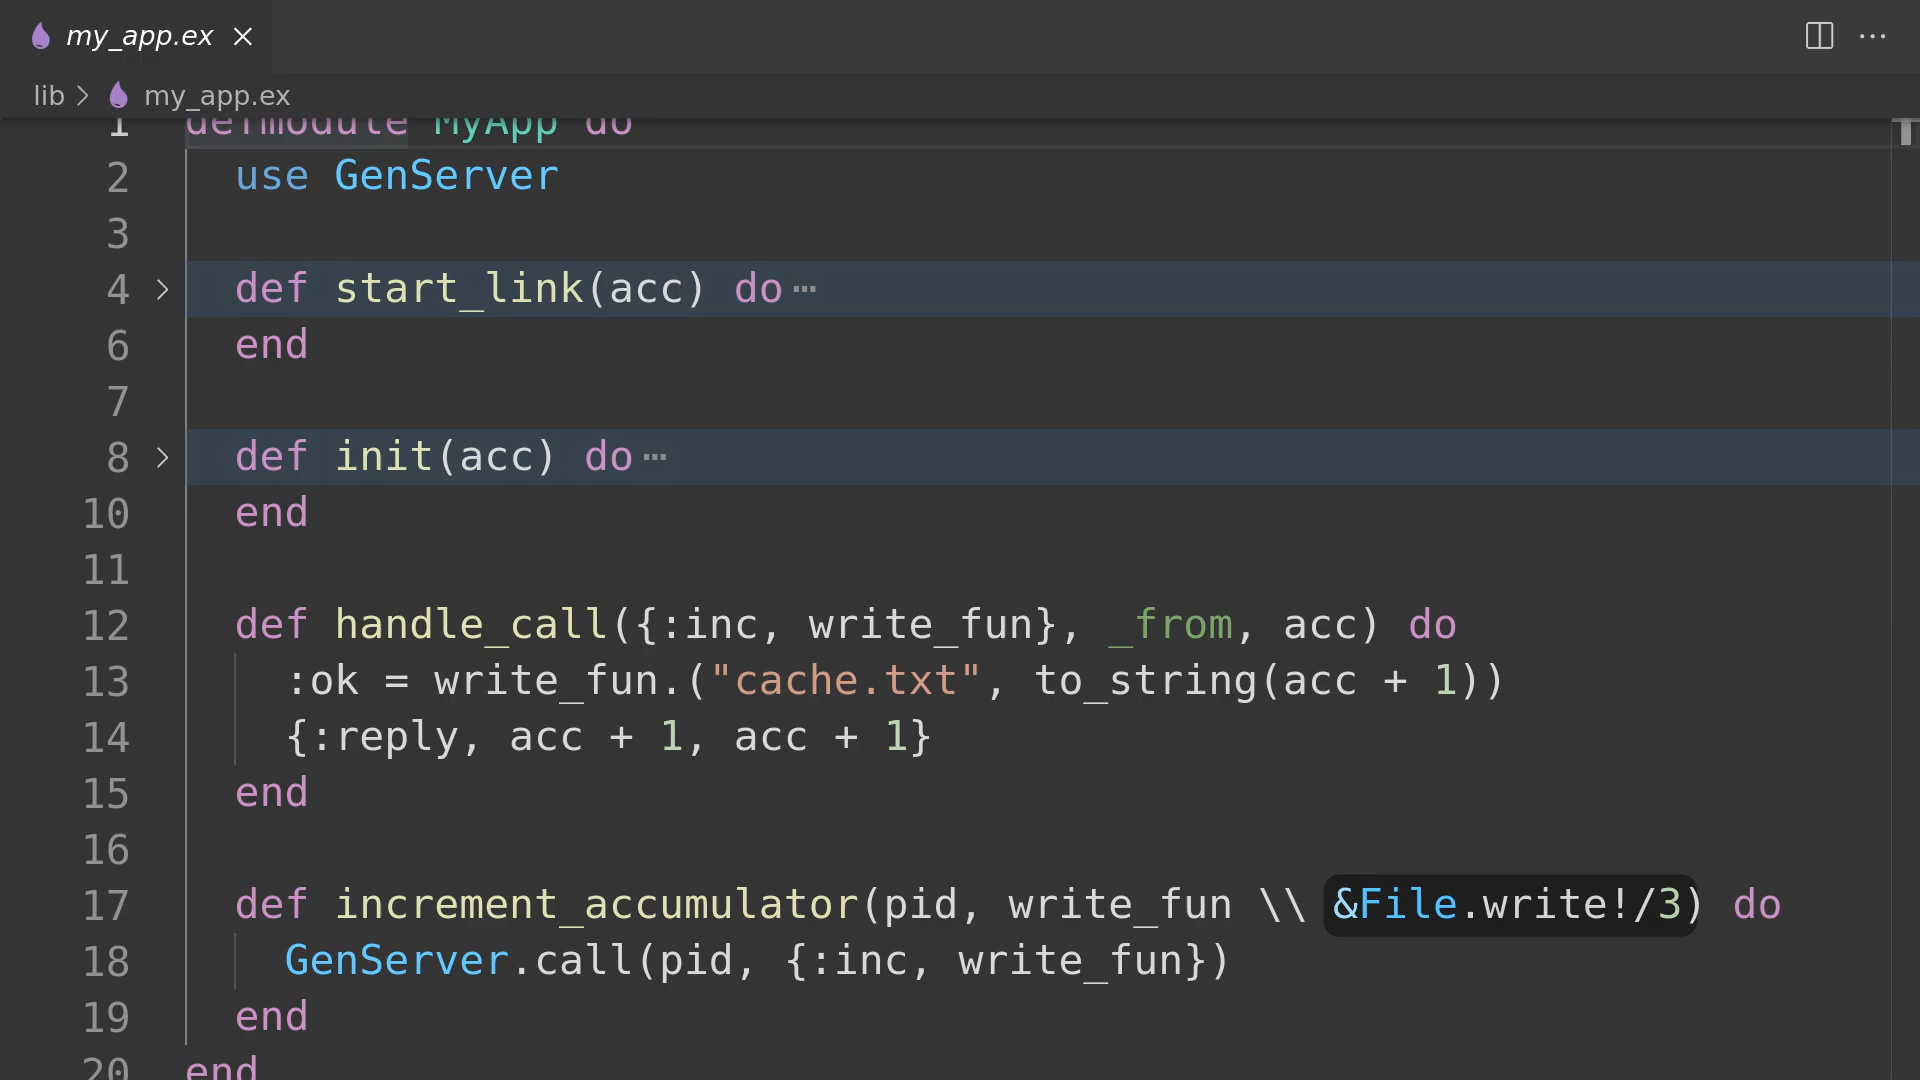 my_app.ex
lib > my_app.ex
1 defmodule MyApp do
2 use GenServer
3
4 def start_link(acc) do…
6 end
7
8 def init(acc) do…
10 end
11
12 def handle_call({:inc, write_fun}, _from, acc) do
13 :ok = write_fun.("cache.txt", to_string(acc + 1))
14 {:reply, acc + 1, acc + 1}
15 end
16
17 def increment_accumulator(pid, write_fun \\ &File.write!/3) do
18 GenServer.call(pid, {:inc, write_fun})
19 end
20 end